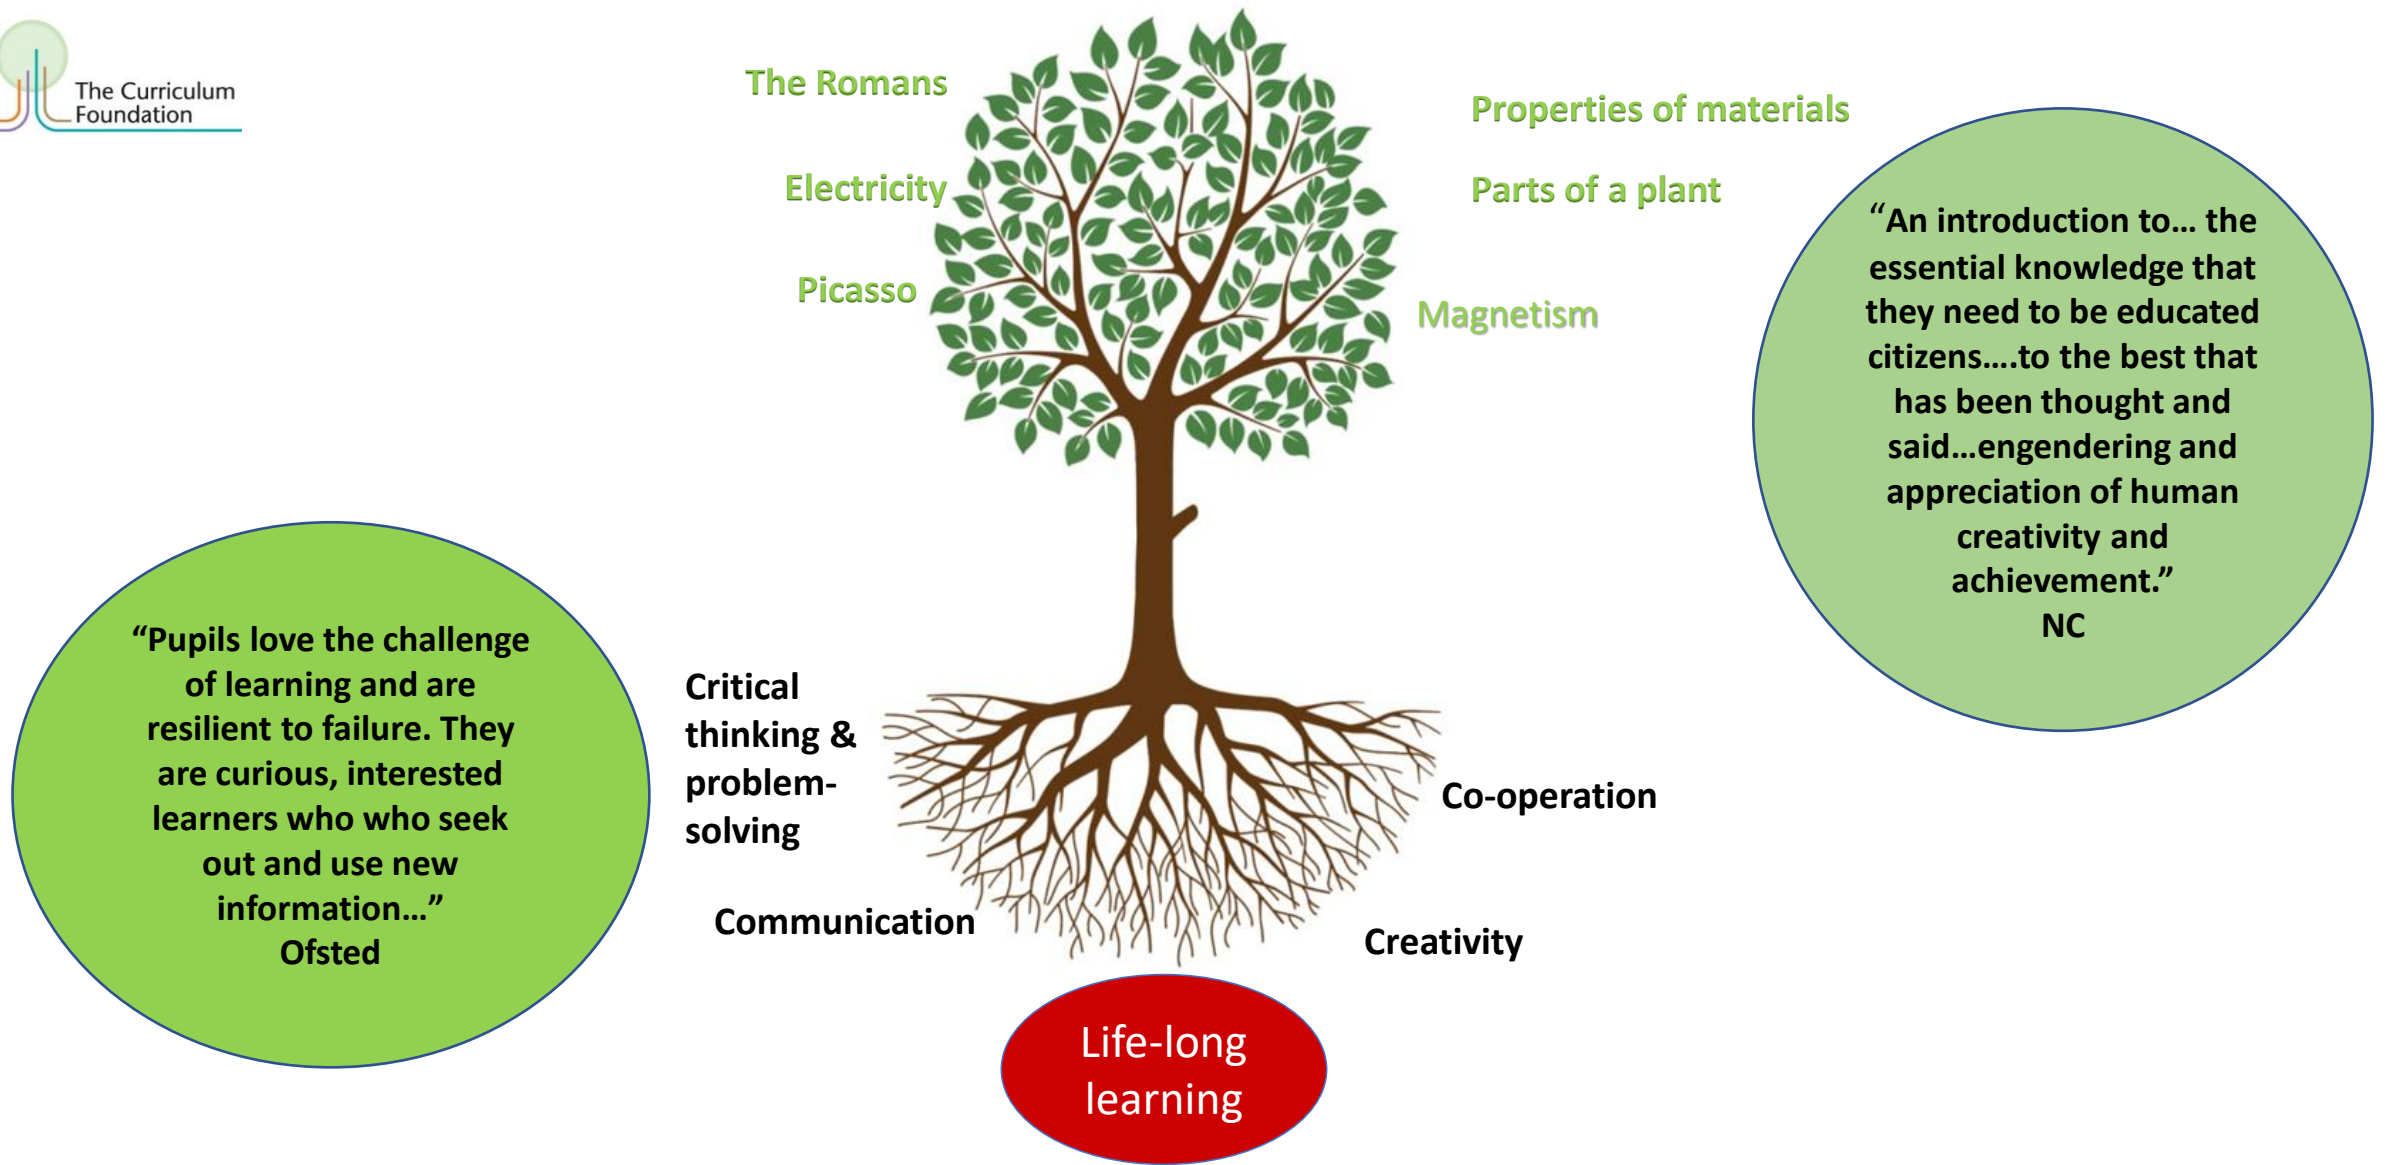 The Curriculum
Foundation
The Romans
Electricity
Picasso
Properties of materials
Parts of a plant
Magnetism
“An introduction to... the
essential knowledge that
they need to be educated
citizens....to the best that
has been thought and
said...engendering and
appreciation of human
creativity and
achievement.”
NC
“Pupils love the challenge
of learning and are
resilient to failure. They
are curious, interested
learners who who seek
out and use new
information...”
Ofsted
Critical
thinking &
problem-
solving
Communication
Co-operation
Creativity
Life-long
learning